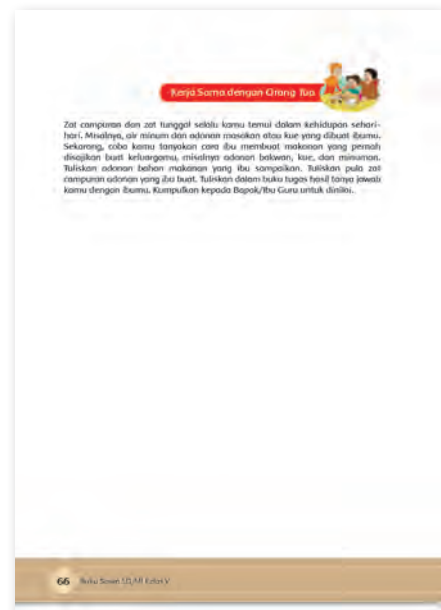 Kerja Sama dengan Orang Tua
Zat campuran dan zat tunggal selalu kamu temui dalam kehidupan sehari-
hari. Misalnya, air minum dan adonan masakan atau kue yang dibuat ibumu.
Sekarang, coba kamu tanyakan cara ibu membuat makanan yang pernah
disajikan buat keluargamu, misalnya adonan bakwan, kue, dan minuman.
Tuliskan adonan bahan makanan yang ibu sampaikan. Tuliskan pula zat
campuran adonan yang ibu buat. Tuliskan dalam buku tugas hasil tanya jawab
kamu dengan ibumu. Kumpulkan kepada Bapak/Ibu Guru untuk dinilai.
66 Buku Siswa SD/MI Kelas V